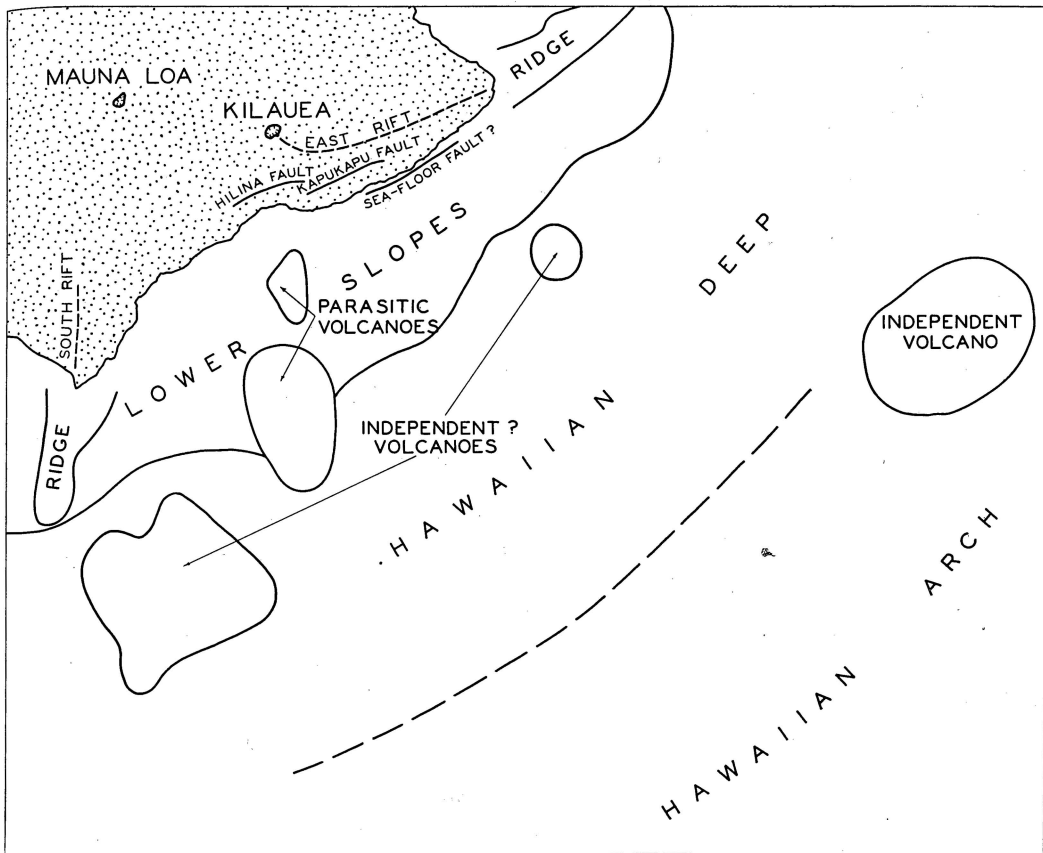 RIDGE
MAUNA LOA
KILAUEA
EAST RIFT
HILINA FAULT
KAPUKAPU FAULT
SEA-FLOOR FAULT ?
SOUTH RIFT
LOWER SLOPES
PARASITIC
VOLCANOES
HAWAIIAN DEEP
INDEPENDENT
VOLCANO
INDEPENDENT ?
VOLCANOES
RIDGE
HAWAIIAN ARCH